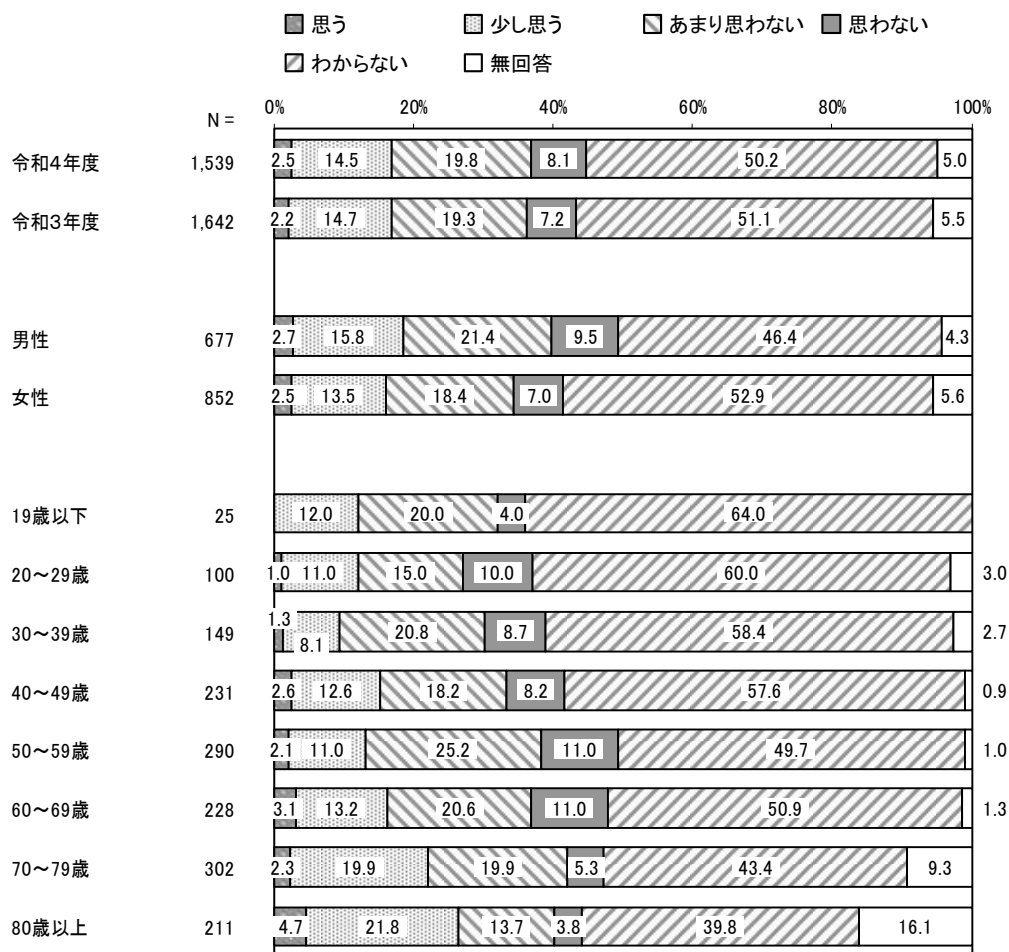 思う 少し思う あまり思わない 思わない
わからない 無回答
N = 0% 20% 40% 60% 80% 100%
令和4年度 1,539 2.5 14.5 19.8 8.1 50.2 5.0
令和3年度 1,642 2.2 14.7 19.3 7.2 51.1 5.5
男性 677 2.7 15.8 21.4 9.5 46.4 4.3
女性 852 2.5 13.5 18.4 7.0 52.9 5.6
19歳以下 25 12.0 20.0 4.0 64.0
20～29歳 100 1.0 11.0 15.0 10.0 60.0 3.0
30～39歳 149 1.3 8.1 20.8 8.7 58.4 2.7
40～49歳 231 2.6 12.6 18.2 8.2 57.6 0.9
50～59歳 290 2.1 11.0 25.2 11.0 49.7 1.0
60～69歳 228 3.1 13.2 20.6 11.0 50.9 1.3
70～79歳 302 2.3 19.9 19.9 5.3 43.4 9.3
80歳以上 211 4.7 21.8 13.7 3.8 39.8 16.1